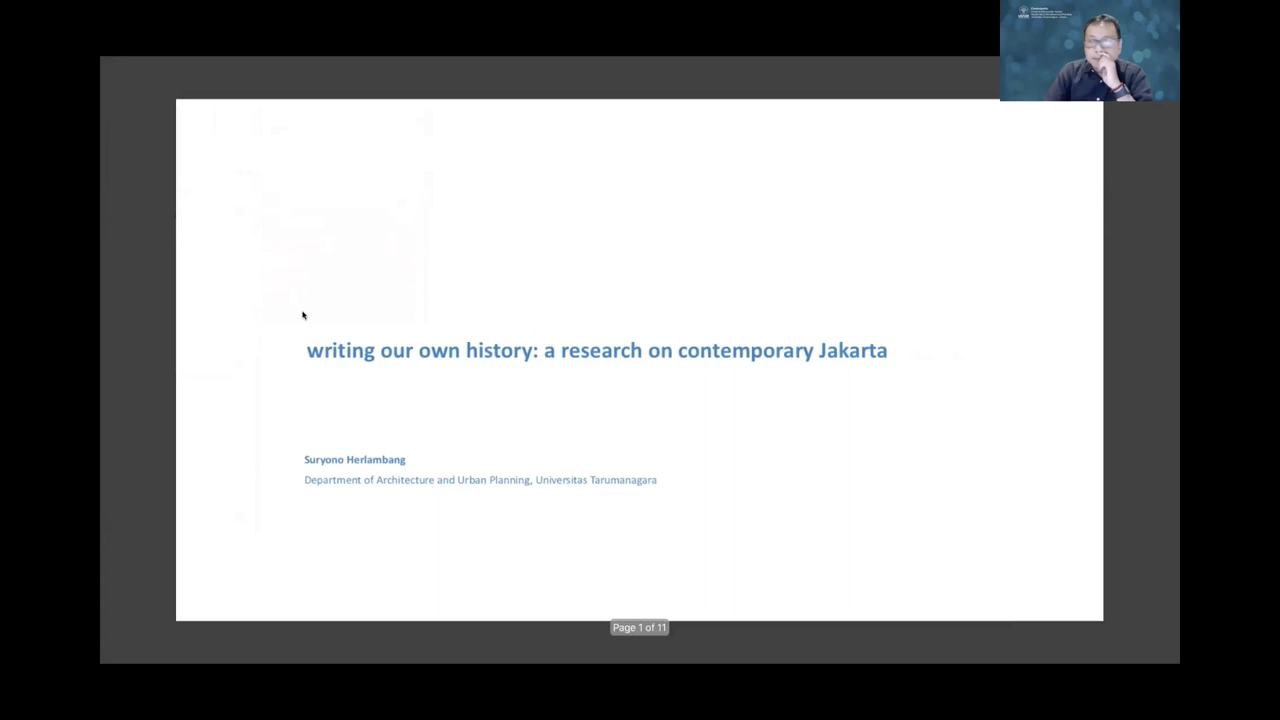 writing our own history: a research on contemporary Jakarta
Suryono Herlambang
Department of Architecture and Urban Planning, Universitas Tarumanagara
Page 1 of 11